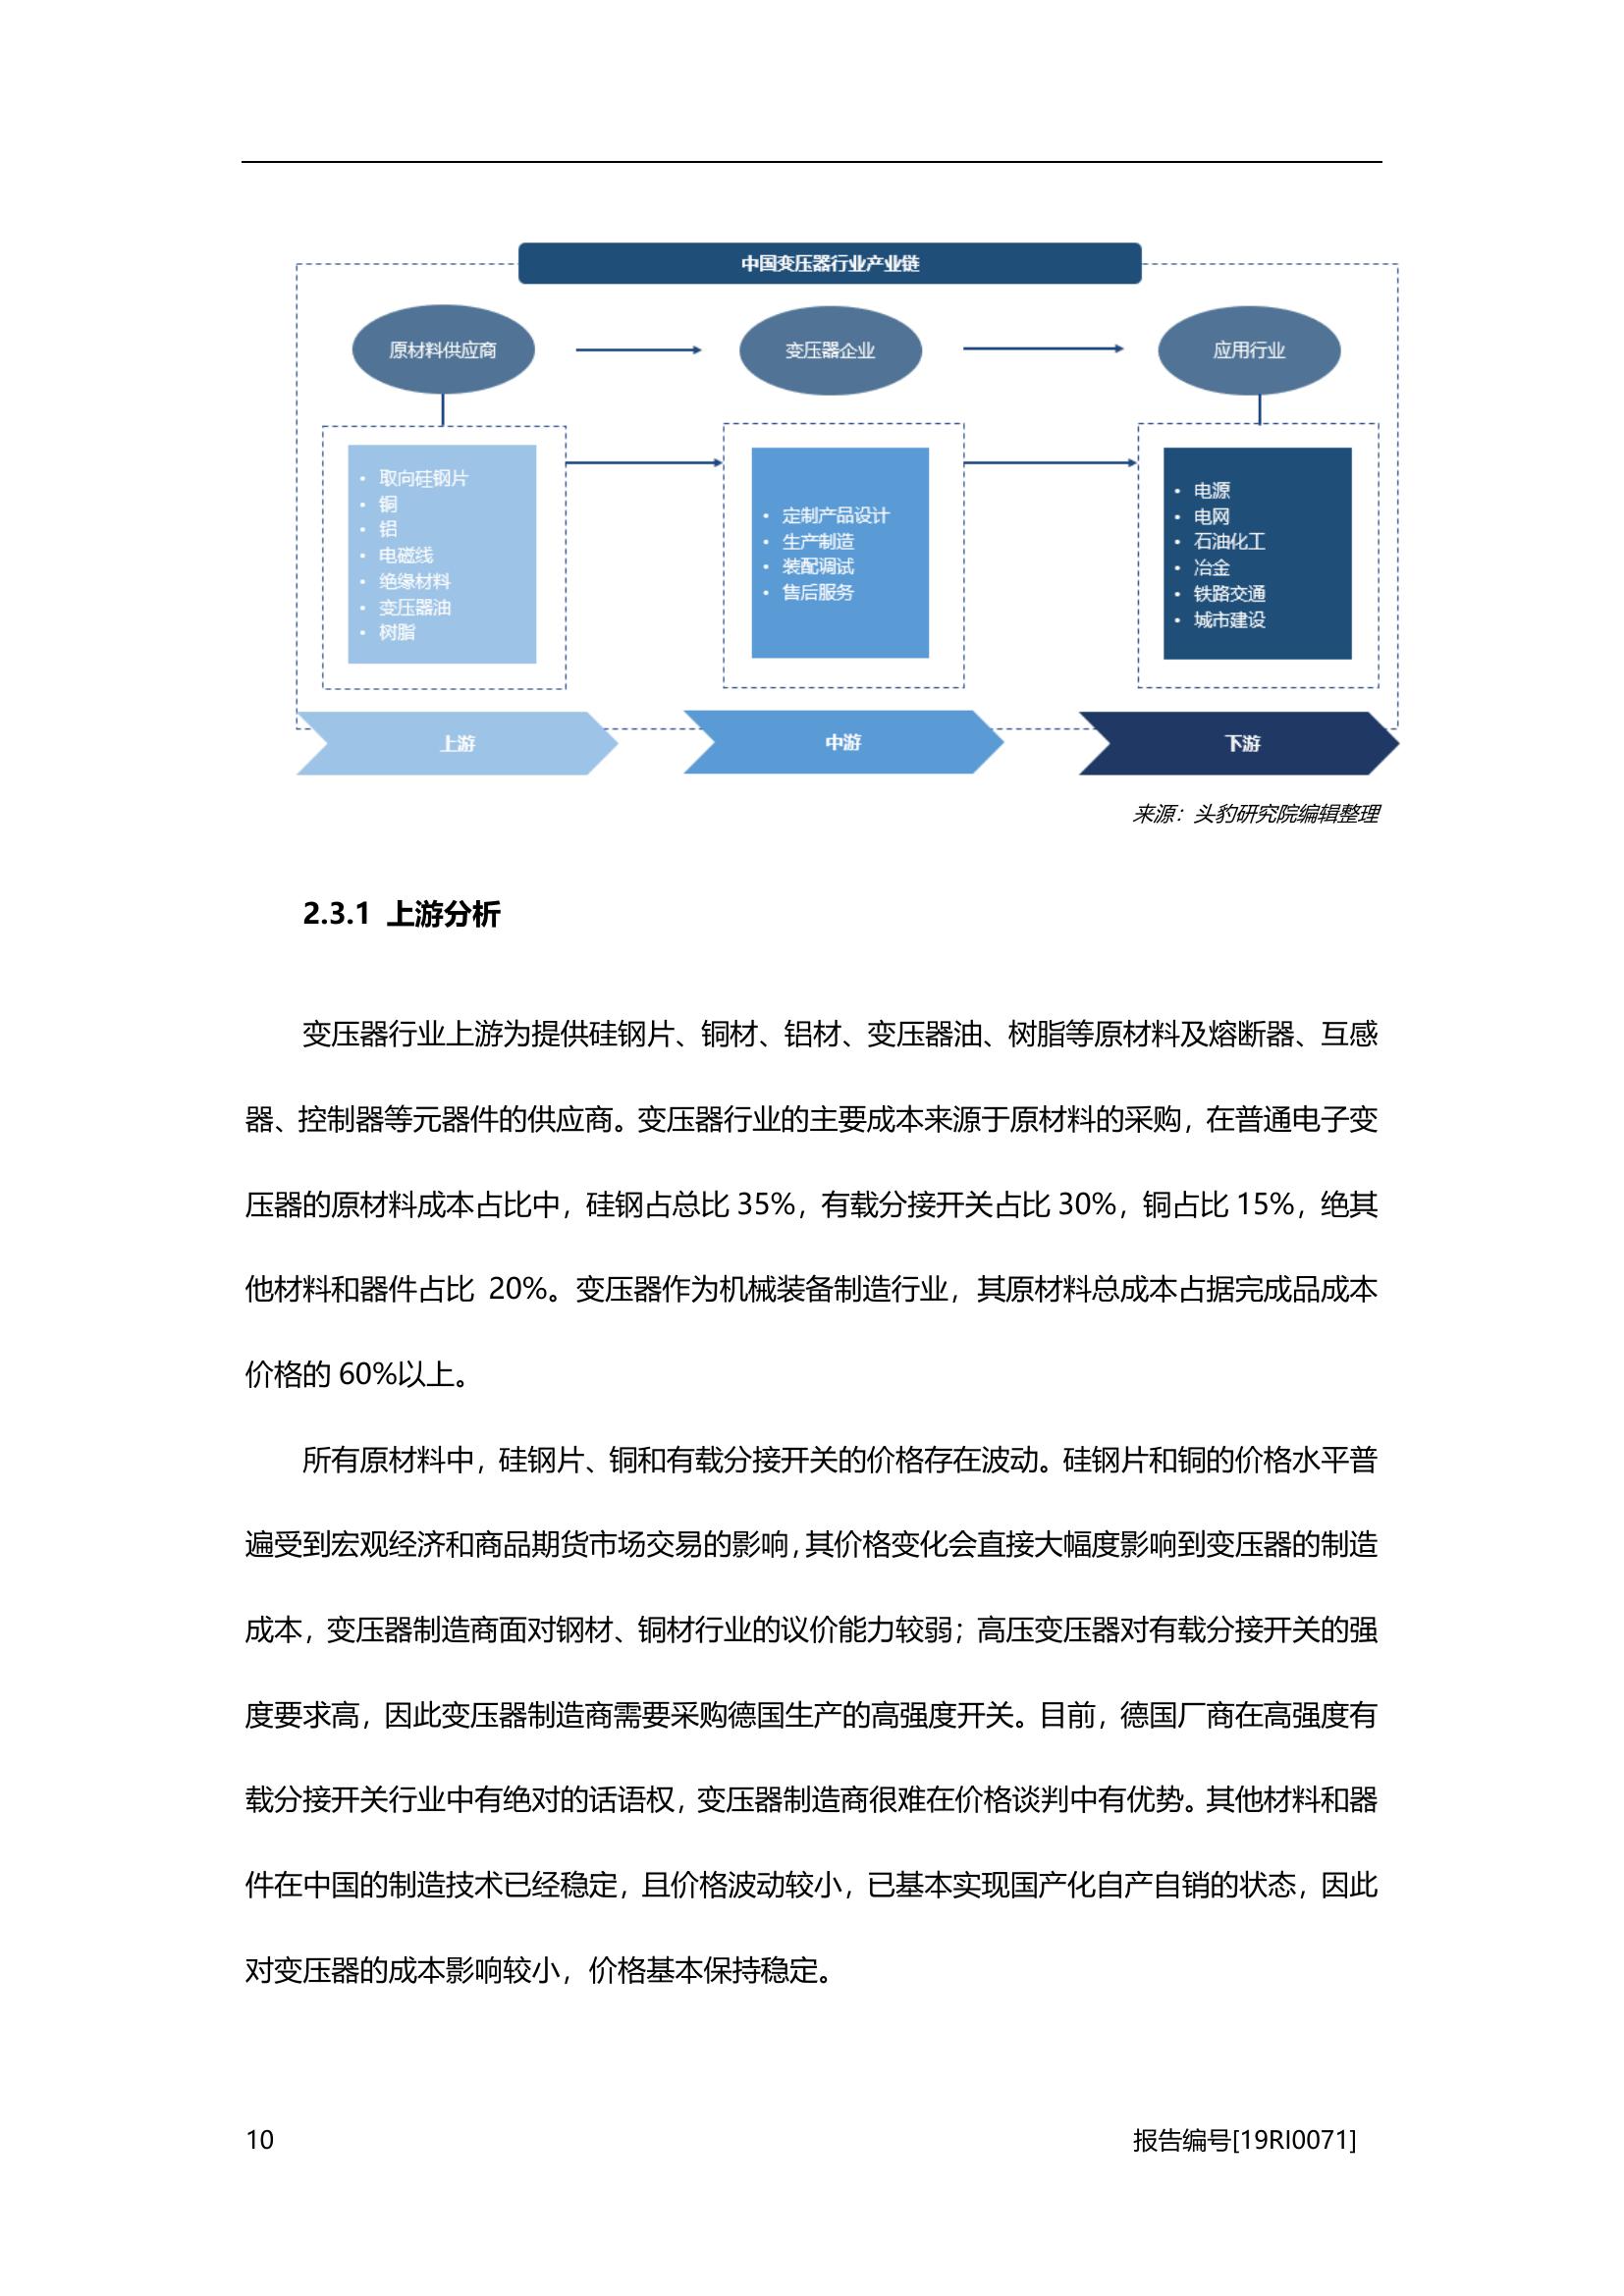 中国变压器行业产业链
原材料供应商
变压器企业
应用行业
• 取向硅钢片
• 铜
• 铝
• 电磁线
• 绝缘材料
• 变压器油
• 树脂
• 定制产品设计
• 生产制造
• 装配调试
• 售后服务
• 电源
• 电网
• 石油化工
• 冶金
• 铁路交通
• 城市建设
上游
中游
下游
来源：头豹研究院编辑整理
2.3.1 上游分析
变压器行业上游为提供硅钢片、铜材、铝材、变压器油、树脂等原材料及熔断器、互感
器、控制器等元器件的供应商。变压器行业的主要成本来源于原材料的采购，在普通电子变
压器的原材料成本占比中，硅钢占总比 35%，有载分接开关占比 30%，铜占比 15%，绝其
他材料和器件占比 20%。变压器作为机械装备制造行业，其原材料总成本占据完成品成本
价格的 60%以上。
所有原材料中，硅钢片、铜和有载分接开关的价格存在波动。硅钢片和铜的价格水平普
遍受到宏观经济和商品期货市场交易的影响，其价格变化会直接大幅度影响到变压器的制造
成本，变压器制造商面对钢材、铜材行业的议价能力较弱；高压变压器对有载分接开关的强
度要求高，因此变压器制造商需要采购德国生产的高强度开关。目前，德国厂商在高强度有
载分接开关行业中有绝对的话语权，变压器制造商很难在价格谈判中有优势。其他材料和器
件在中国的制造技术已经稳定，且价格波动较小，已基本实现国产化自产自销的状态，因此
对变压器的成本影响较小，价格基本保持稳定。
10
报告编号[19RI0071]